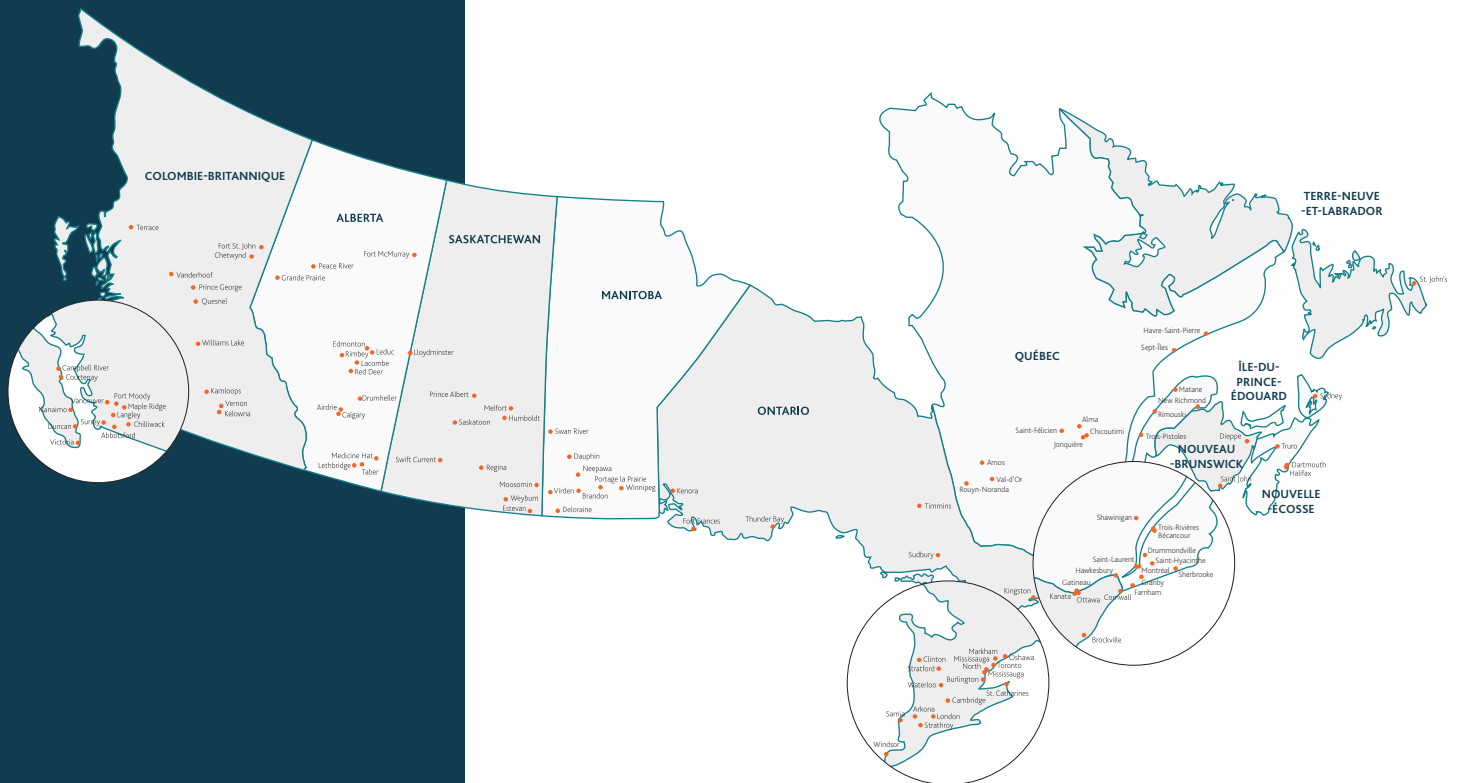 COLOMBIE-BRITANNIQUE
Terrace
Fort St. John
Chetwynd
Vanderhoof
Prince George
Quesnel
Williams Lake
Kamloops
Vernon
Kelowna
Campbell River
Courtenay
Port Moody
Vancouver
Maple Ridge
Nanaimo
Langley
Surrey
Chilliwack
Duncan
Abbotsford
Victoria
ALBERTA
Fort McMurray
Peace River
Grande Prairie
Edmonton
Leduc
Rimbey
Lacombe
Red Deer
Drumheller
Airdrie
Calgary
Medicine Hat
Lethbridge
Taber
SASKATCHEWAN
Lloydminster
Prince Albert
Melfort
Humboldt
Saskatoon
Swift Current
Regina
Moosomin
Weyburn
Estevan
MANITOBA
Swan River
Dauphin
Neepawa
Portage la Prairie
Winnipeg
Virden
Brandon
Deloraine
ONTARIO
Kenora
Fort Frances
Thunder Bay
Timmins
Sudbury
Kingston
Markham
Mississauga
Oshawa
Clinton
North
Toronto
Stratford
Mississauga
Burlington
Waterloo
St. Catharines
Cambridge
Arkona
Sarnia
London
Strathroy
Windsor
QUÉBEC
Havre-Saint-Pierre
Sept-Îles
Matane
New Richmond
Rimouski
Alma
Saint-Félicien
Chicoutimi
Jonquière
Trois-Pistoles
Amos
Val-d'Or
Rouyn-Noranda
Shawinigan
Trois-Rivières
Bécancour
Drummondville
Saint-Laurent
Saint-Hyacinthe
Hawkesbury
Montréal
Sherbrooke
Gatineau
Granby
Farnham
Kanata
Ottawa
Cornwall
Brockville
TERRE-NEUVE
-ET-LABRADOR
St. John's
ÎLE-DU-
PRINCE-
ÉDOUARD
Sydney
NOUVEAU
-BRUNSWICK
Dieppe
Saint John
Truro
Dartmouth
Halifax
NOUVELLE
-ÉCOSSE